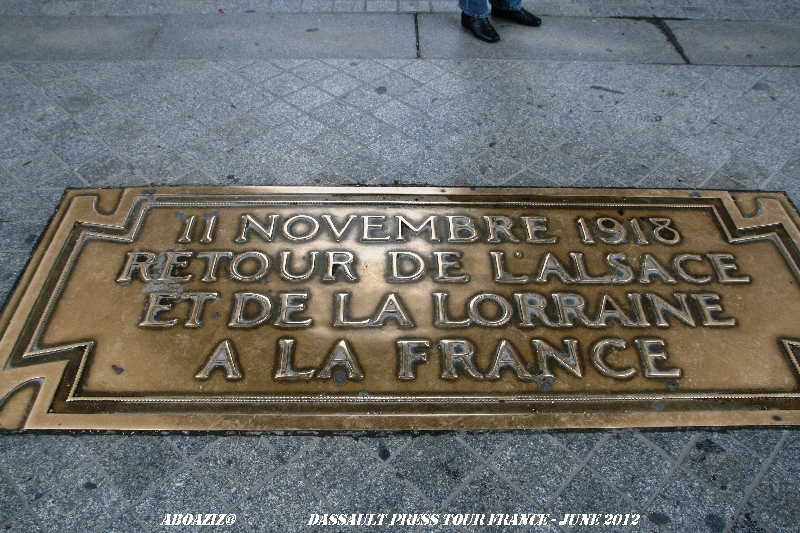 11 NOVEMBRE 1918
RETOUR DE L'ALSACE
ET DE LA LORRAINE
A LA FRANCE
ABOAZIZ@ DASSAULT PRESS TOUR FRANCE - JUNE 2012